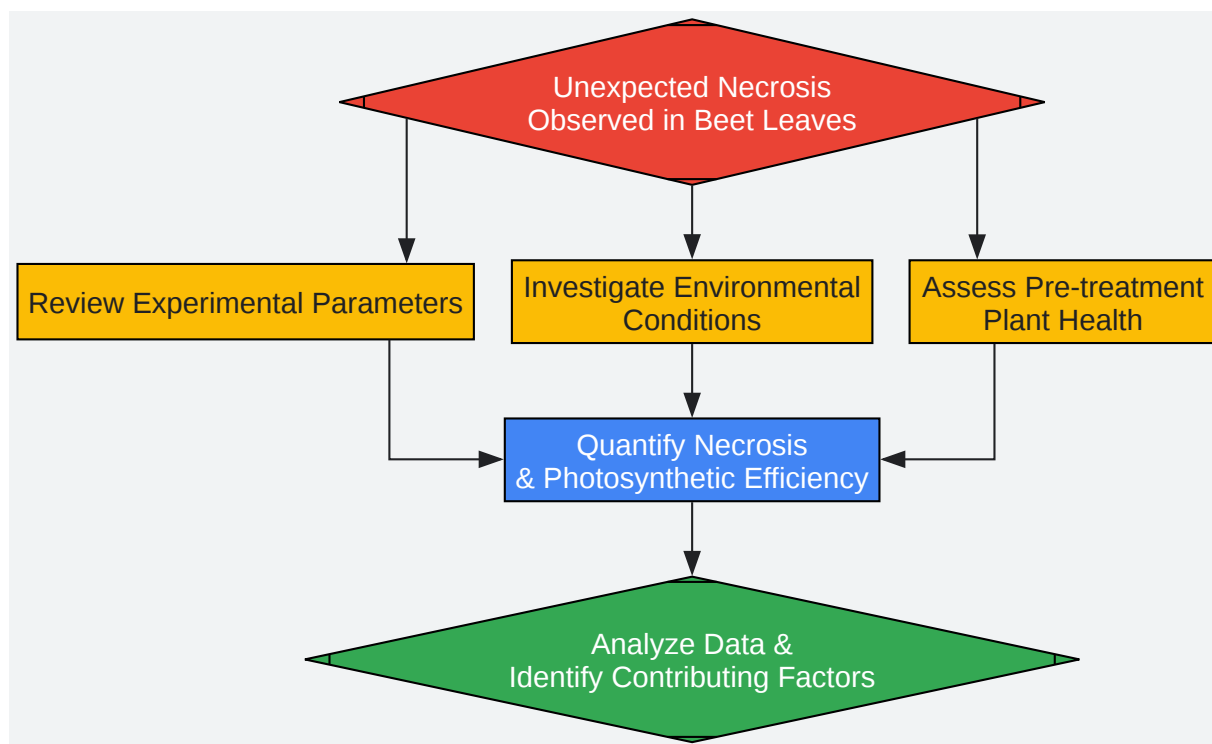 Unexpected Necrosis
Observed in Beet Leaves
Review Experimental Parameters
Investigate Environmental
Conditions
Assess Pre-treatment
Plant Health
Quantify Necrosis
& Photosynthetic Efficiency
Analyze Data &
Identify Contributing Factors